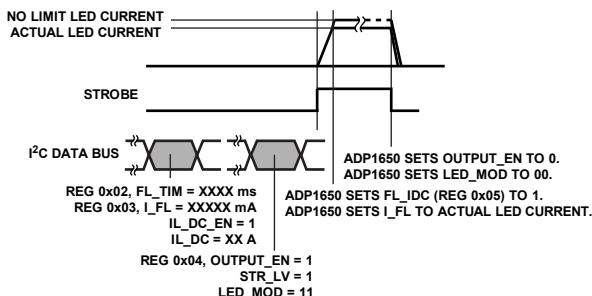 NO LIMIT LED CURRENT
ACTUAL LED CURRENT
STROBE
I²C DATA BUS
ADP1650 SETS OUTPUT_EN TO 0.
ADP1650 SETS LED_MOD TO 00.
REG 0x02, FL_TIM = XXXX ms
REG 0x03, I_FL = XXXXX mA
IL_DC_EN = 1
IL_DC = XX A
ADP1650 SETS FL_IDC (REG 0x05) TO 1.
ADP1650 SETS I_FL TO ACTUAL LED CURRENT.
REG 0x04, OUTPUT_EN = 1
STR_LV = 1
LED_MOD = 11